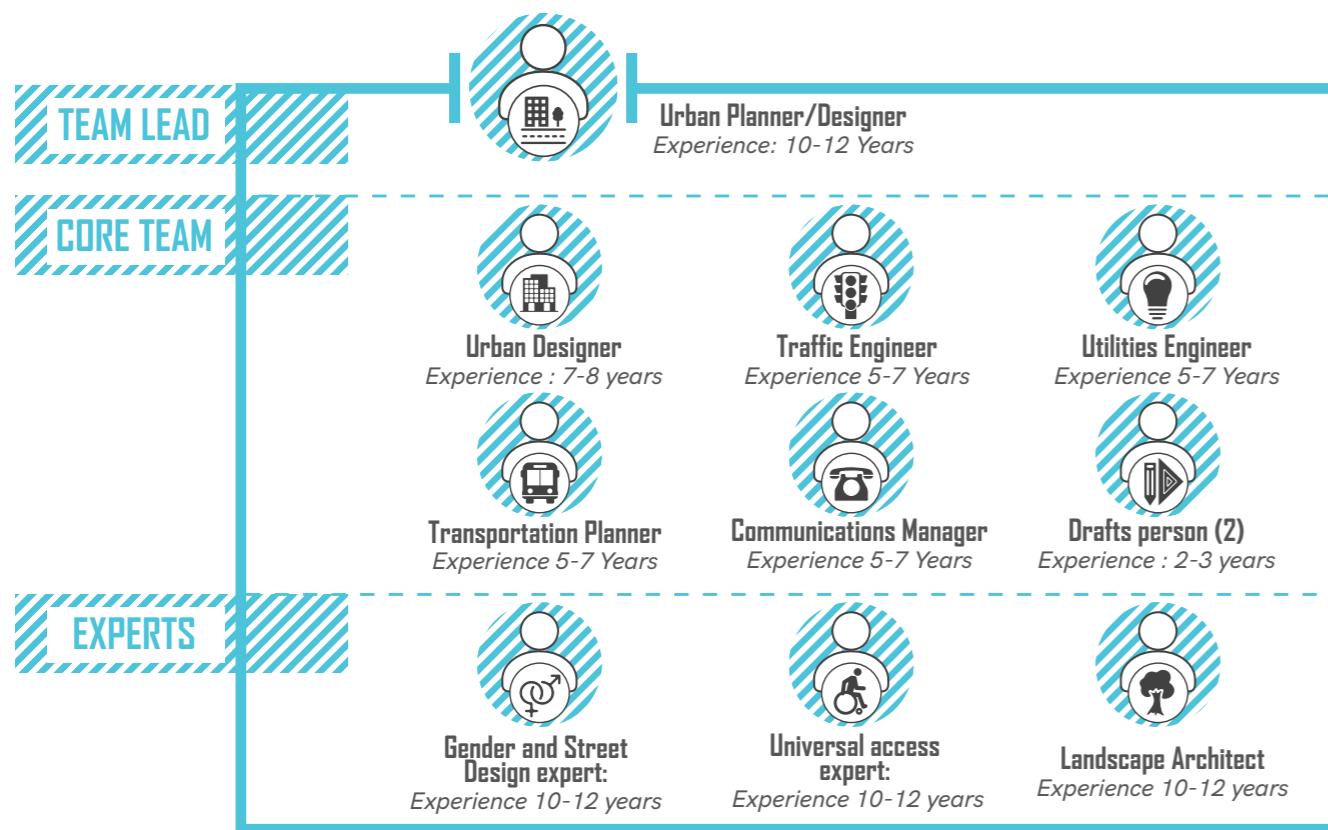 TEAM LEAD
Urban Planner/Designer
Experience: 10-12 Years
CORE TEAM
Urban Designer
Experience : 7-8 years
Traffic Engineer
Experience 5-7 Years
Utilities Engineer
Experience 5-7 Years
Transportation Planner
Experience 5-7 Years
Communications Manager
Experience 5-7 Years
Drafts person (2)
Experience : 2-3 years
EXPERTS
Gender and Street
Design expert:
Experience 10-12 years
Universal access
expert:
Experience 10-12 years
Landscape Architect
Experience 10-12 years